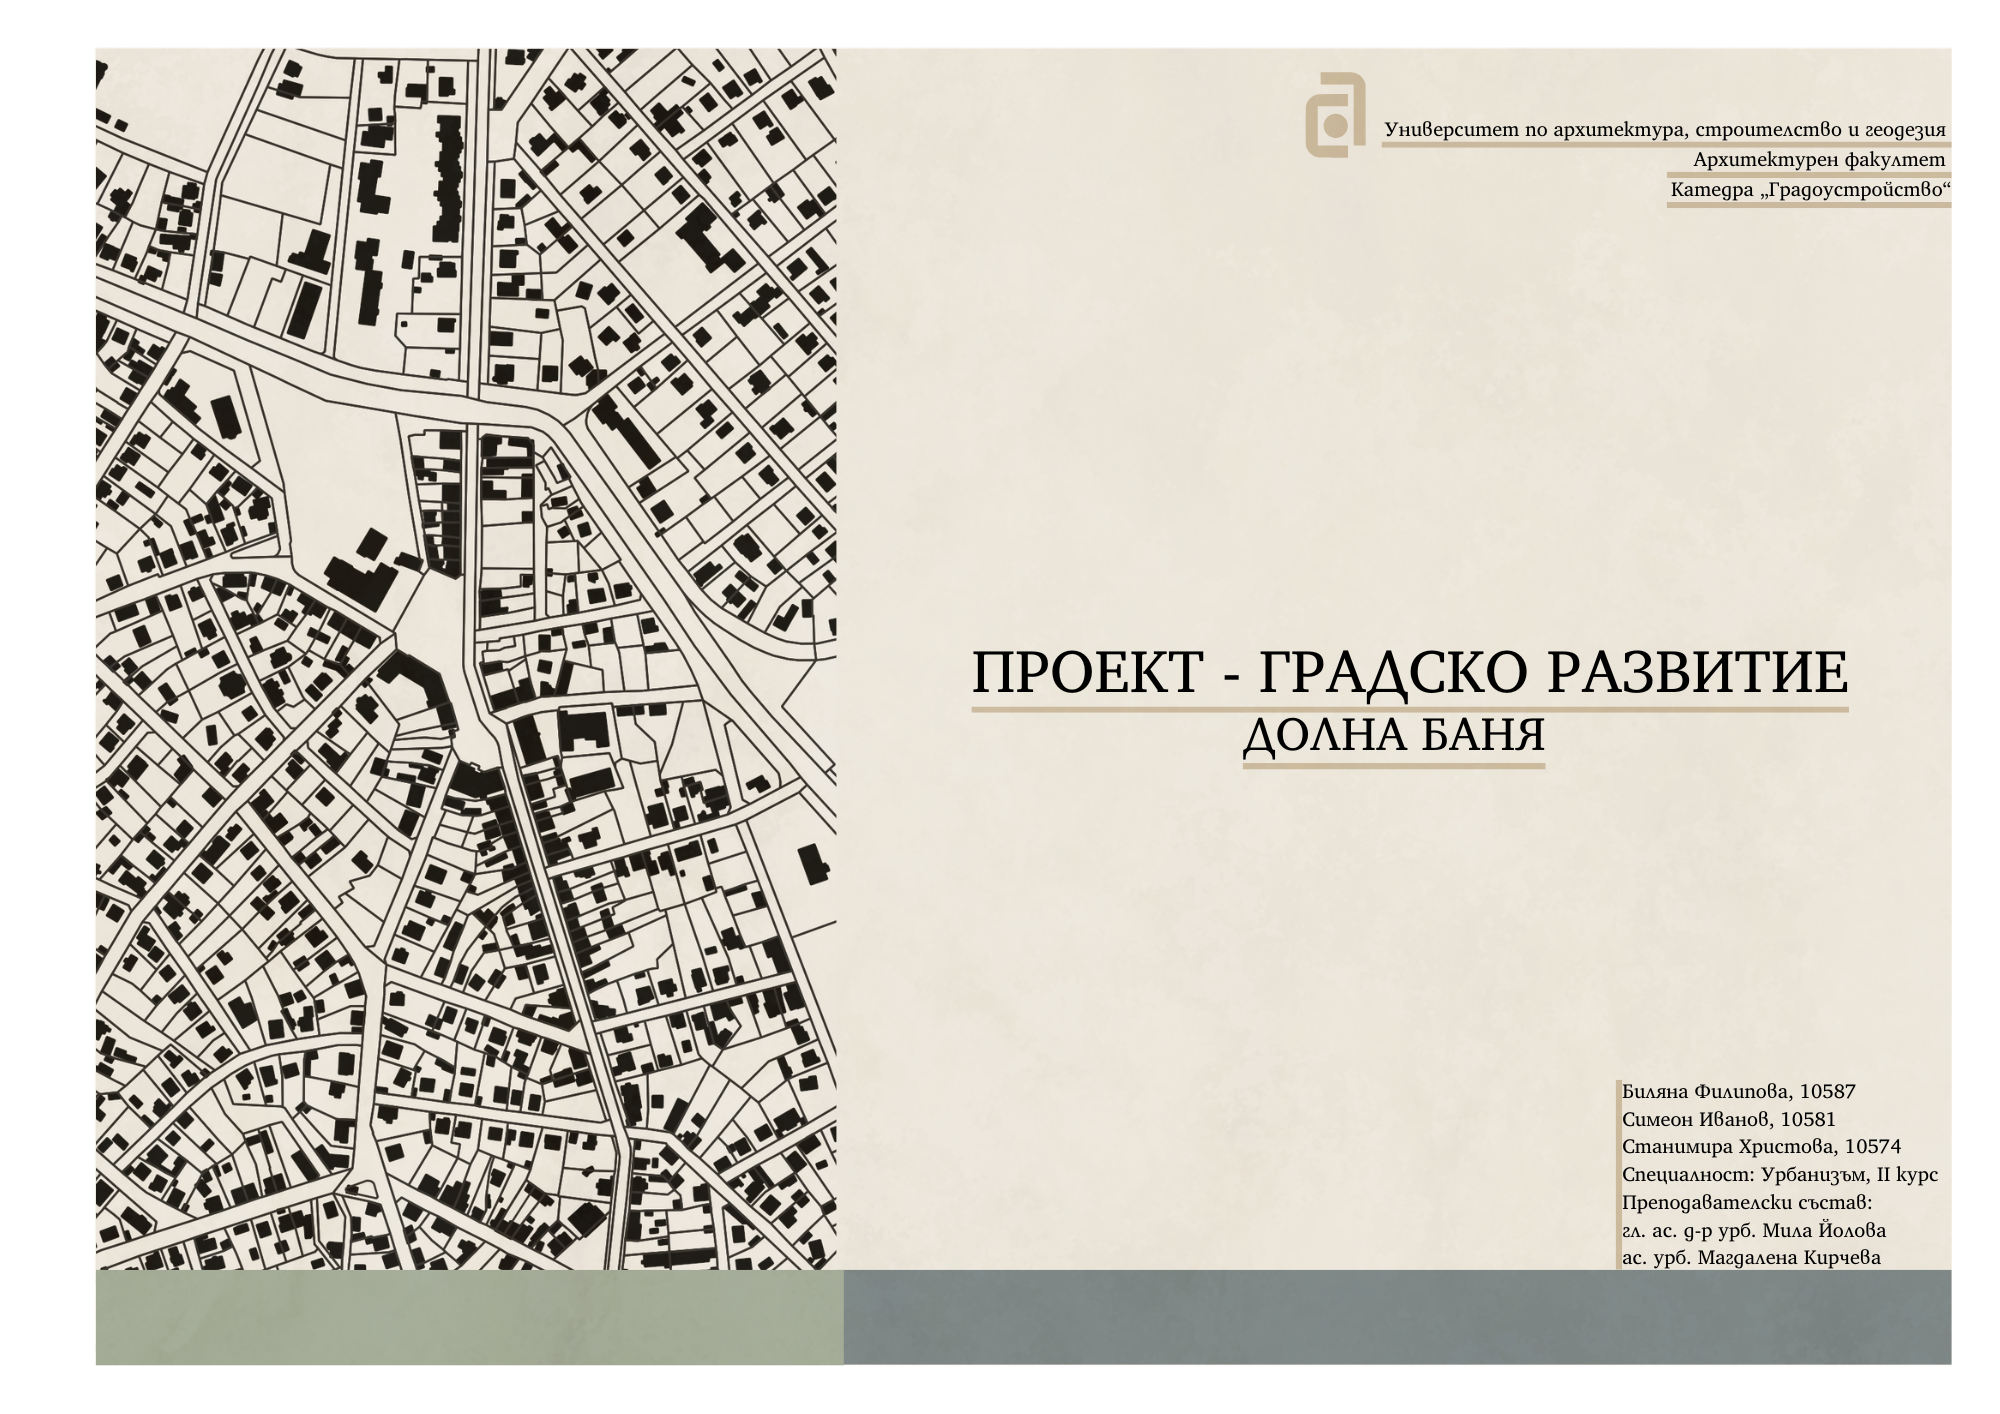 Университет по архитектура, строителство и геодезия
Архитектурен факултет
Катедра „Градоустройство“
ПРОЕКТ - ГРАДСКО РАЗВИТИЕ
ДОЛНА БАНЯ
Биляна Филипова, 10587
Симеон Иванов, 10581
Станимира Христова, 10574
Специалност: Урбанизъм, II курс
Преподавателски състав:
гл. ас. д-р урб. Мила Йолова
ас. урб. Магдалена Кирчева